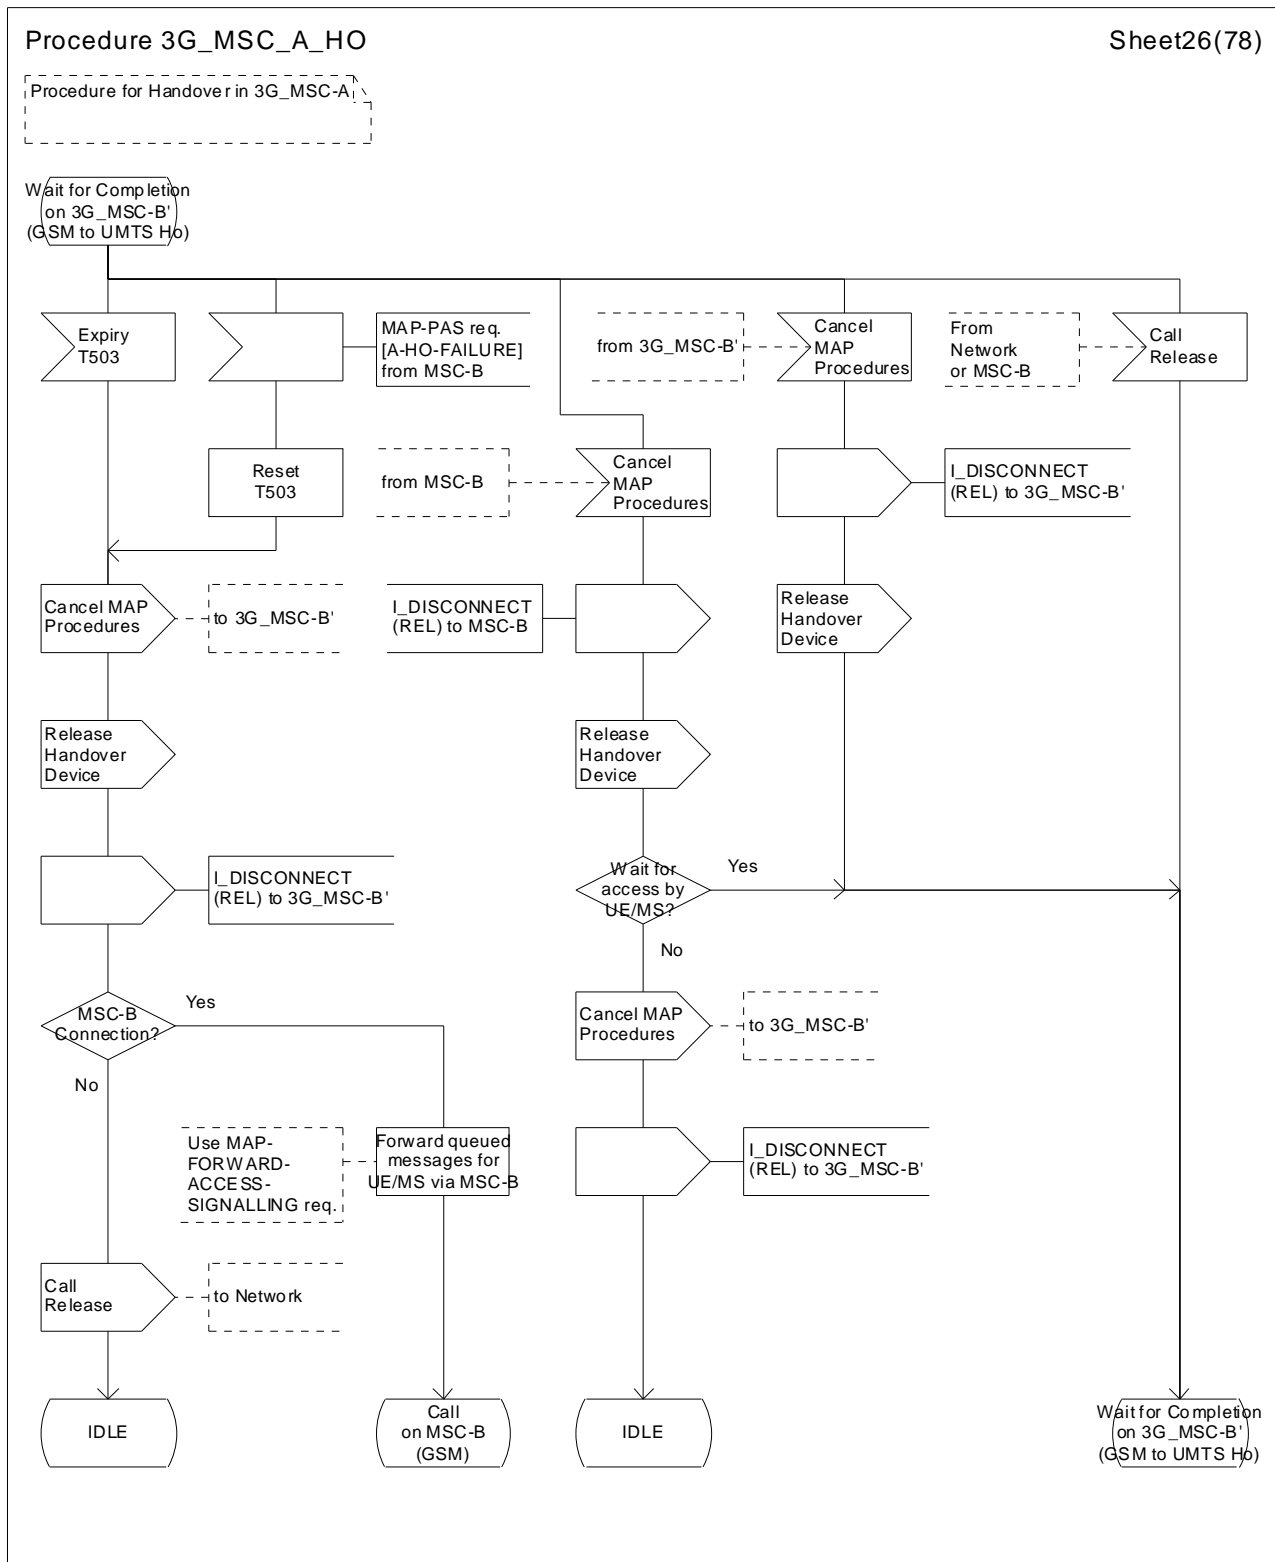 Procedure 3G_MSC_A_HO
Sheet26(78)
Procedure for Handover in 3G_MSC-A
Wait for Completion
on 3G_MSC-B'
(GSM to UMTS Ho)
Expiry
T503
MAP-PAS req.
[A-HO-FAILURE]
from MSC-B
from 3G_MSC-B'
Cancel
MAP
Procedures
From
Network
or MSC-B
Call
Release
Reset
T503
from MSC-B
Cancel
MAP
Procedures
I_DISCONNECT
(REL) to 3G_MSC-B'
Cancel MAP
Procedures
to 3G_MSC-B'
I_DISCONNECT
(REL) to MSC-B
Release
Handover
Device
Release
Handover
Device
Release
Handover
Device
I_DISCONNECT
(REL) to 3G_MSC-B'
Wait for
access by
UE/MS?
Yes
No
MSC-B
Connection?
Yes
No
Cancel MAP
Procedures
to 3G_MSC-B'
Use MAP-
FORWARD-
ACCESS-
SIGNALLING req.
Forward queued
messages for
UE/MS via MSC-B
I_DISCONNECT
(REL) to 3G_MSC-B'
Call
Release
to Network
IDLE
Call
on MSC-B
(GSM)
IDLE
Wait for Completion
on 3G_MSC-B'
(GSM to UMTS Ho)